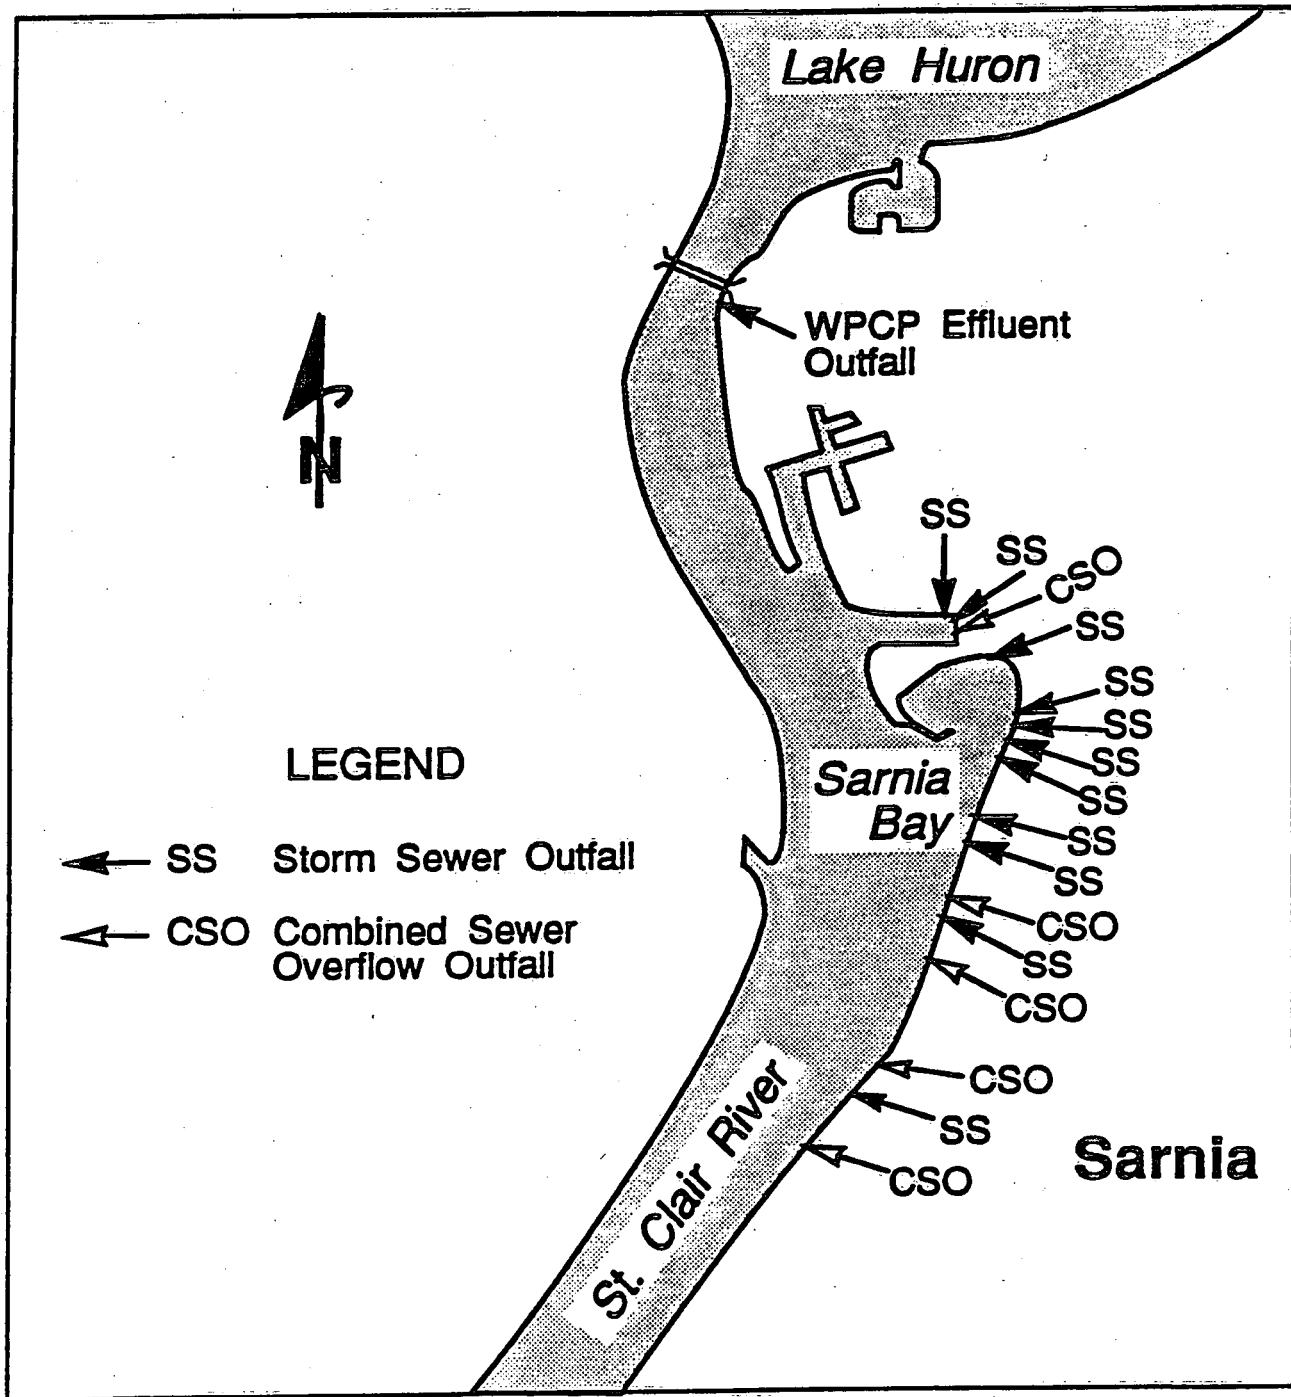 Lake Huron
WPCP Effluent
Outfall
N
SS
SS
CSO
SS
SS
SS
SS
SS
SS
SS
CSO
SS
CSO
CSO
SS
CSO
Sarnia
Bay
LEGEND
SS Storm Sewer Outfall
CSO Combined Sewer
Overflow Outfall
St. Clair River
Sarnia